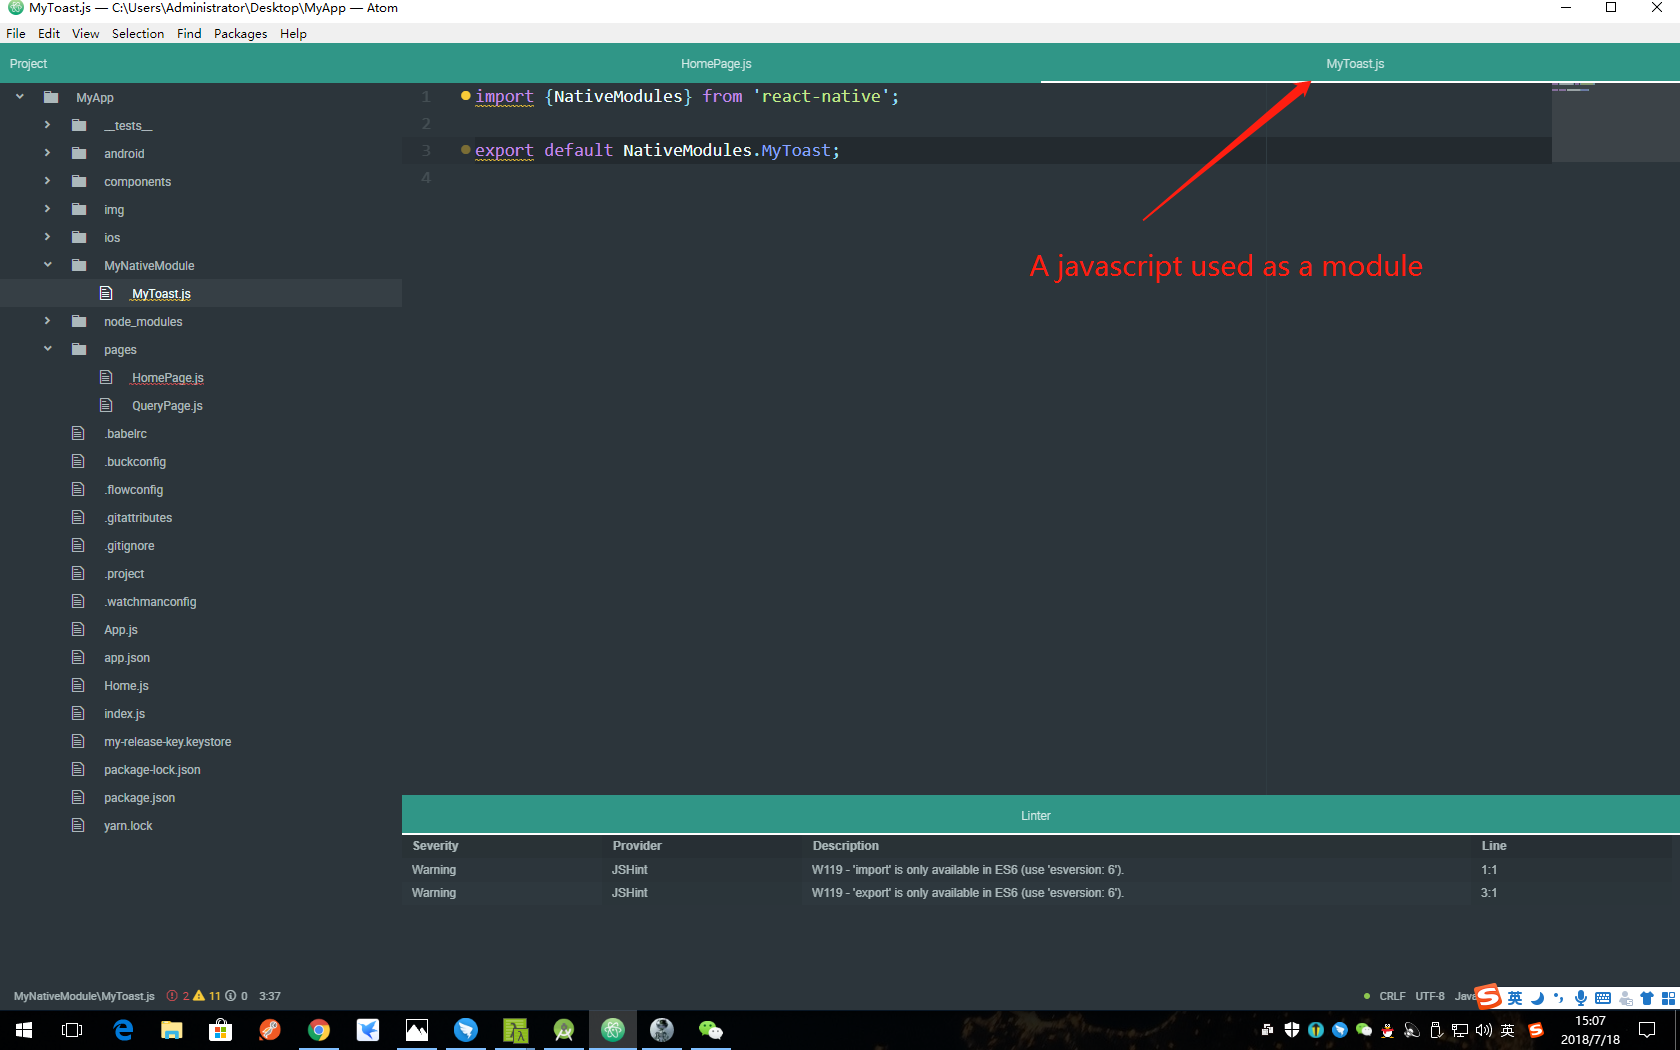 MyToast.js — C:\Users\Administrator\Desktop\MyApp — Atom
File Edit View Selection Find Packages Help
Project
HomePage.js
MyToast.js
MyApp
__tests__
android
components
img
ios
MyNativeModule
MyToast.js
node_modules
pages
HomePage.js
QueryPage.js
.babelrc
.buckconfig
.flowconfig
.gitattributes
.gitignore
.project
.watchmanconfig
App.js
app.json
Home.js
index.js
my-release-key.keystore
package-lock.json
package.json
yarn.lock
1 import {NativeModules} from 'react-native';
2
3 export default NativeModules.MyToast;
4
A javascript used as a module
Linter
Severity Provider Description Line
Warning JSHint W119 - 'import' is only available in ES6 (use 'esversion: 6'). 1:1
Warning JSHint W119 - 'export' is only available in ES6 (use 'esversion: 6'). 3:1
MyNativeModule\MyToast.js 2 11 0 3:37
CRLF UTF-8 Java
英
英
15:07
2018/7/18